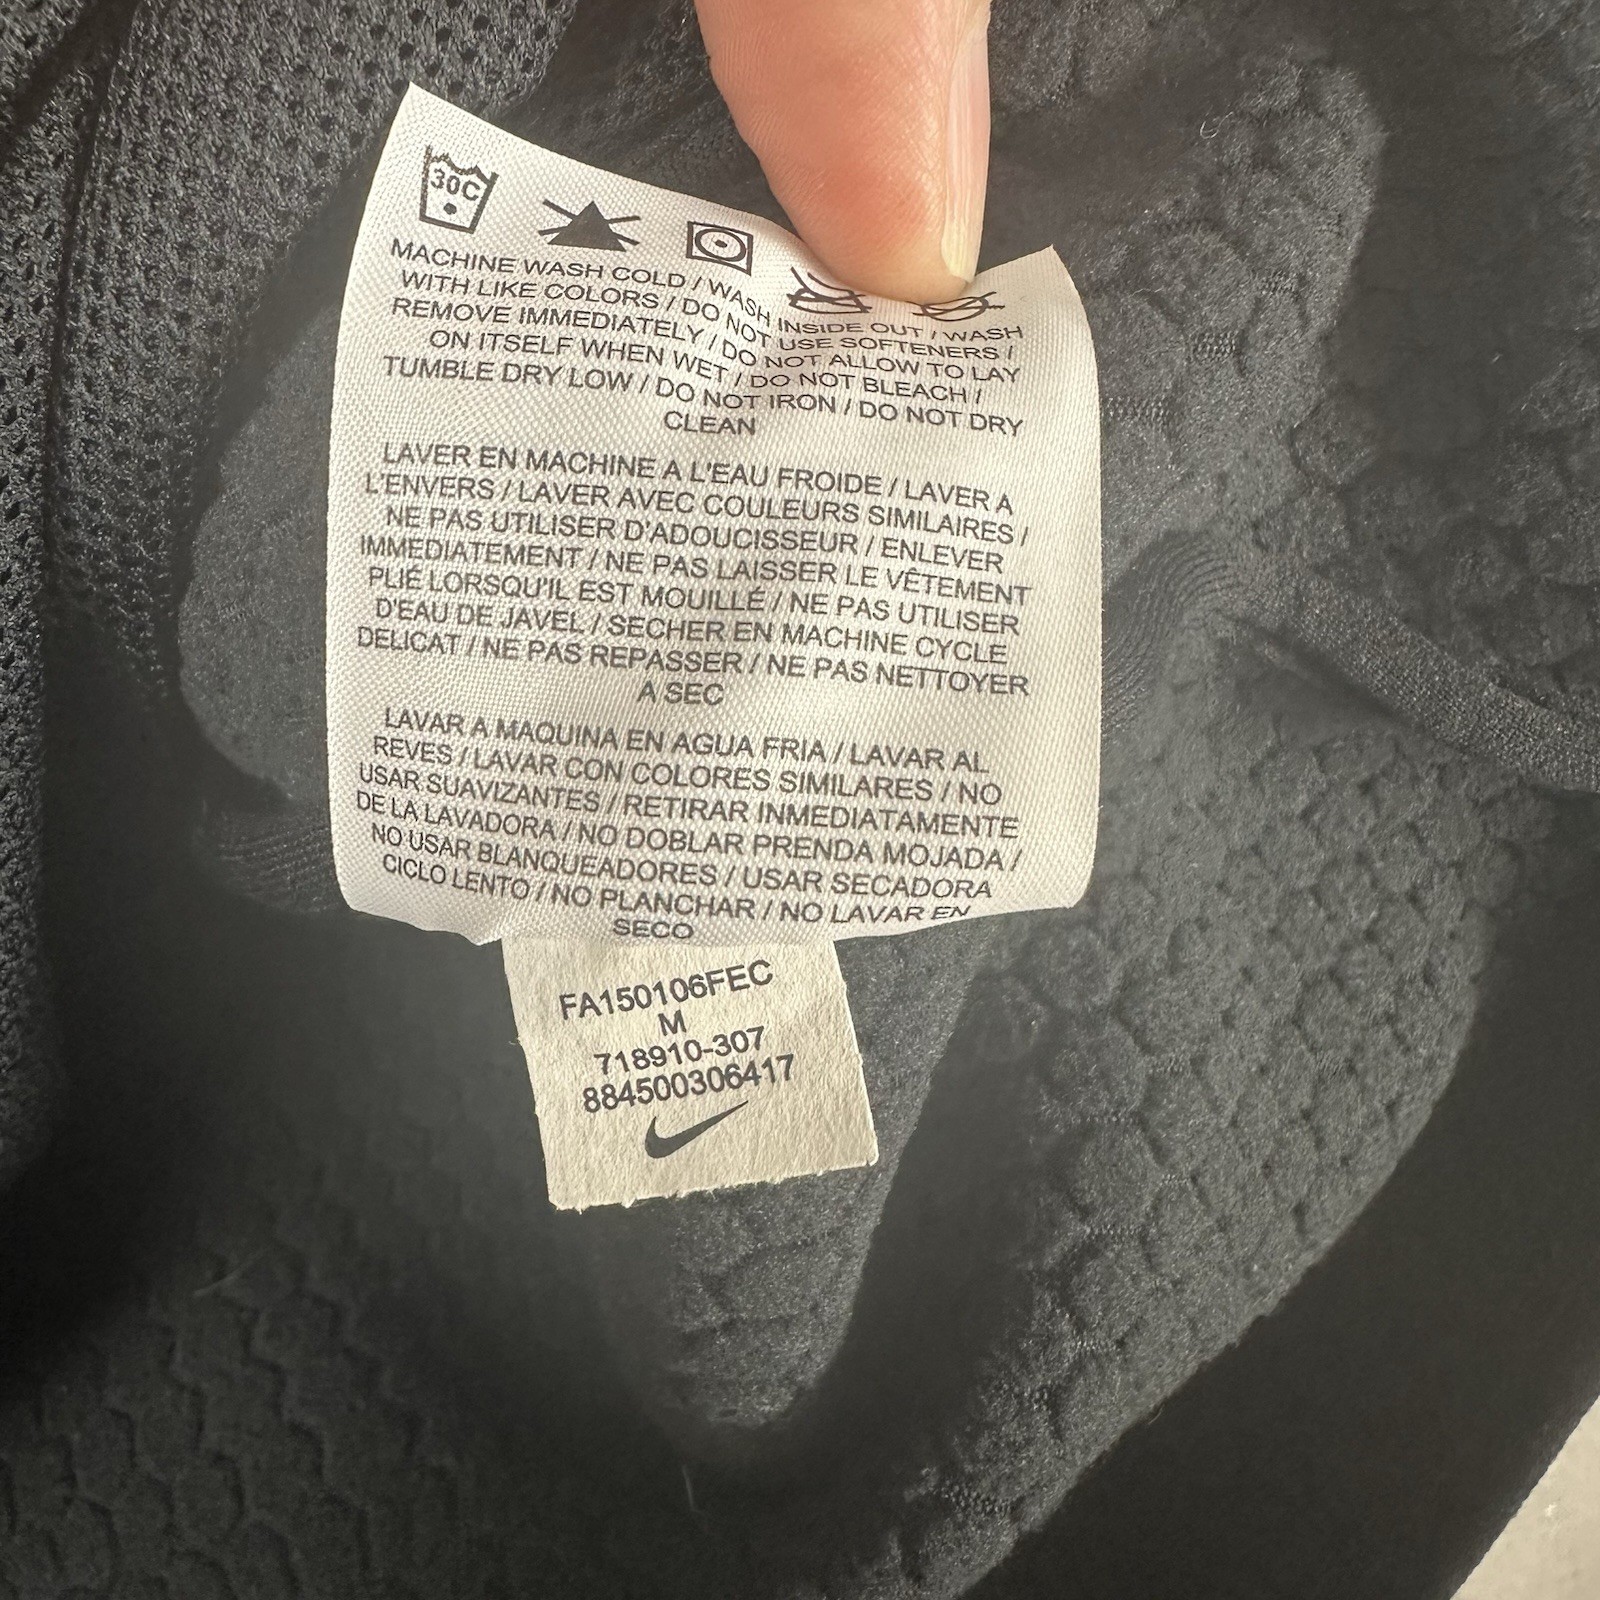 30C
MACHINE WASH COLD / WASH INSIDE OUT / WASH
WITH LIKE COLORS / DO NOT USE SOFTENERS /
REMOVE IMMEDIATELY / DO NOT ALLOW TO LAY
ON ITSELF WHEN WET / DO NOT BLEACH /
TUMBLE DRY LOW / DO NOT IRON / DO NOT DRY
CLEAN
LAVER EN MACHINE A L'EAU FROIDE / LAVER A
L'ENVERS / LAVER AVEC COULEURS SIMILAIRES /
NE PAS UTILISER D'ADOUCISSEUR / ENLEVER
IMMEDIATEMENT / NE PAS LAISSER LE VÊTEMENT
PLIÉ LORSQU'IL EST MOUILLÉ / NE PAS UTILISER
D'EAU DE JAVEL / SECHER EN MACHINE CYCLE
DELICAT / NE PAS REPASSER / NE PAS NETTOYER
A SEC
LAVAR A MAQUINA EN AGUA FRIA / LAVAR AL
REVES / LAVAR CON COLORES SIMILARES / NO
USAR SUAVIZANTES / RETIRAR INMEDIATAMENTE
DE LA LAVADORA / NO DOBLAR PRENDA MOJADA /
NO USAR BLANQUEADORES / USAR SECADORA
CICLO LENTO / NO PLANCHAR / NO LAVAR EN
SECO
FA150106FEC
M
718910-307
884500306417